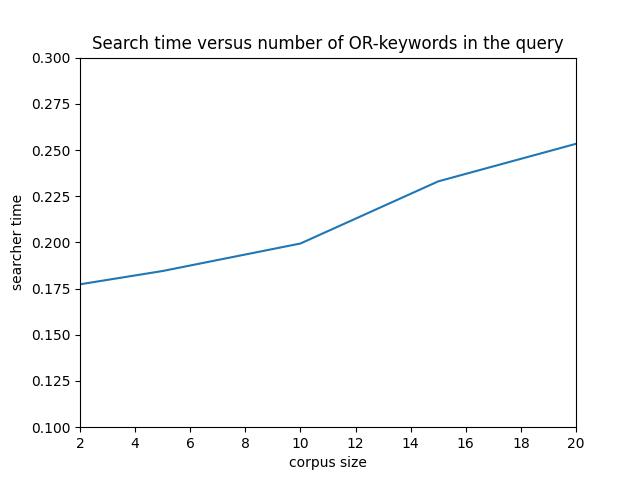 Search time versus number of OR-keywords in the query
0.300
0.275
0.250
0.225
0.200
0.175
0.150
0.125
0.100
searcher time
2 4 6 8 10 12 14 16 18 20
corpus size